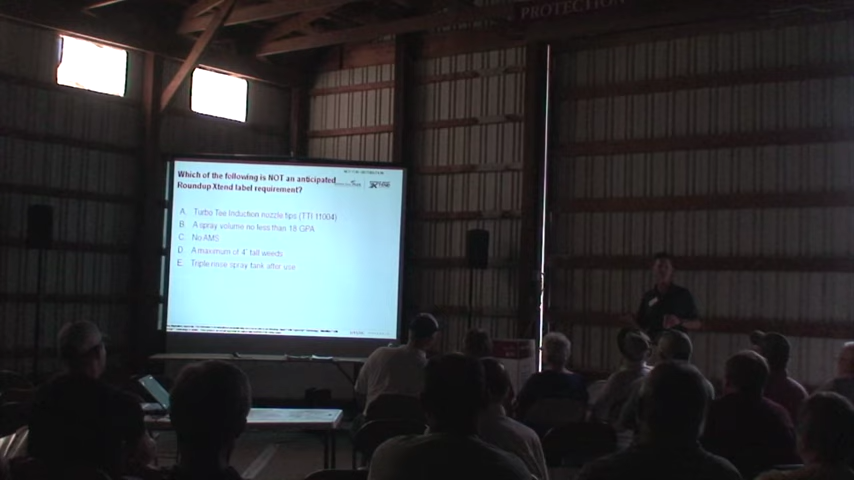 PROTECTION
Which of the following is NOT an anticipated
Roundup Xtend label requirement?
A. Turbo Tee Induction nozzle tips (TTI 11004)
B. A spray volume no less than 18 GPA
C. No AMS
D. A maximum of 4" tall weeds
E. Triple rinse spray tank after use